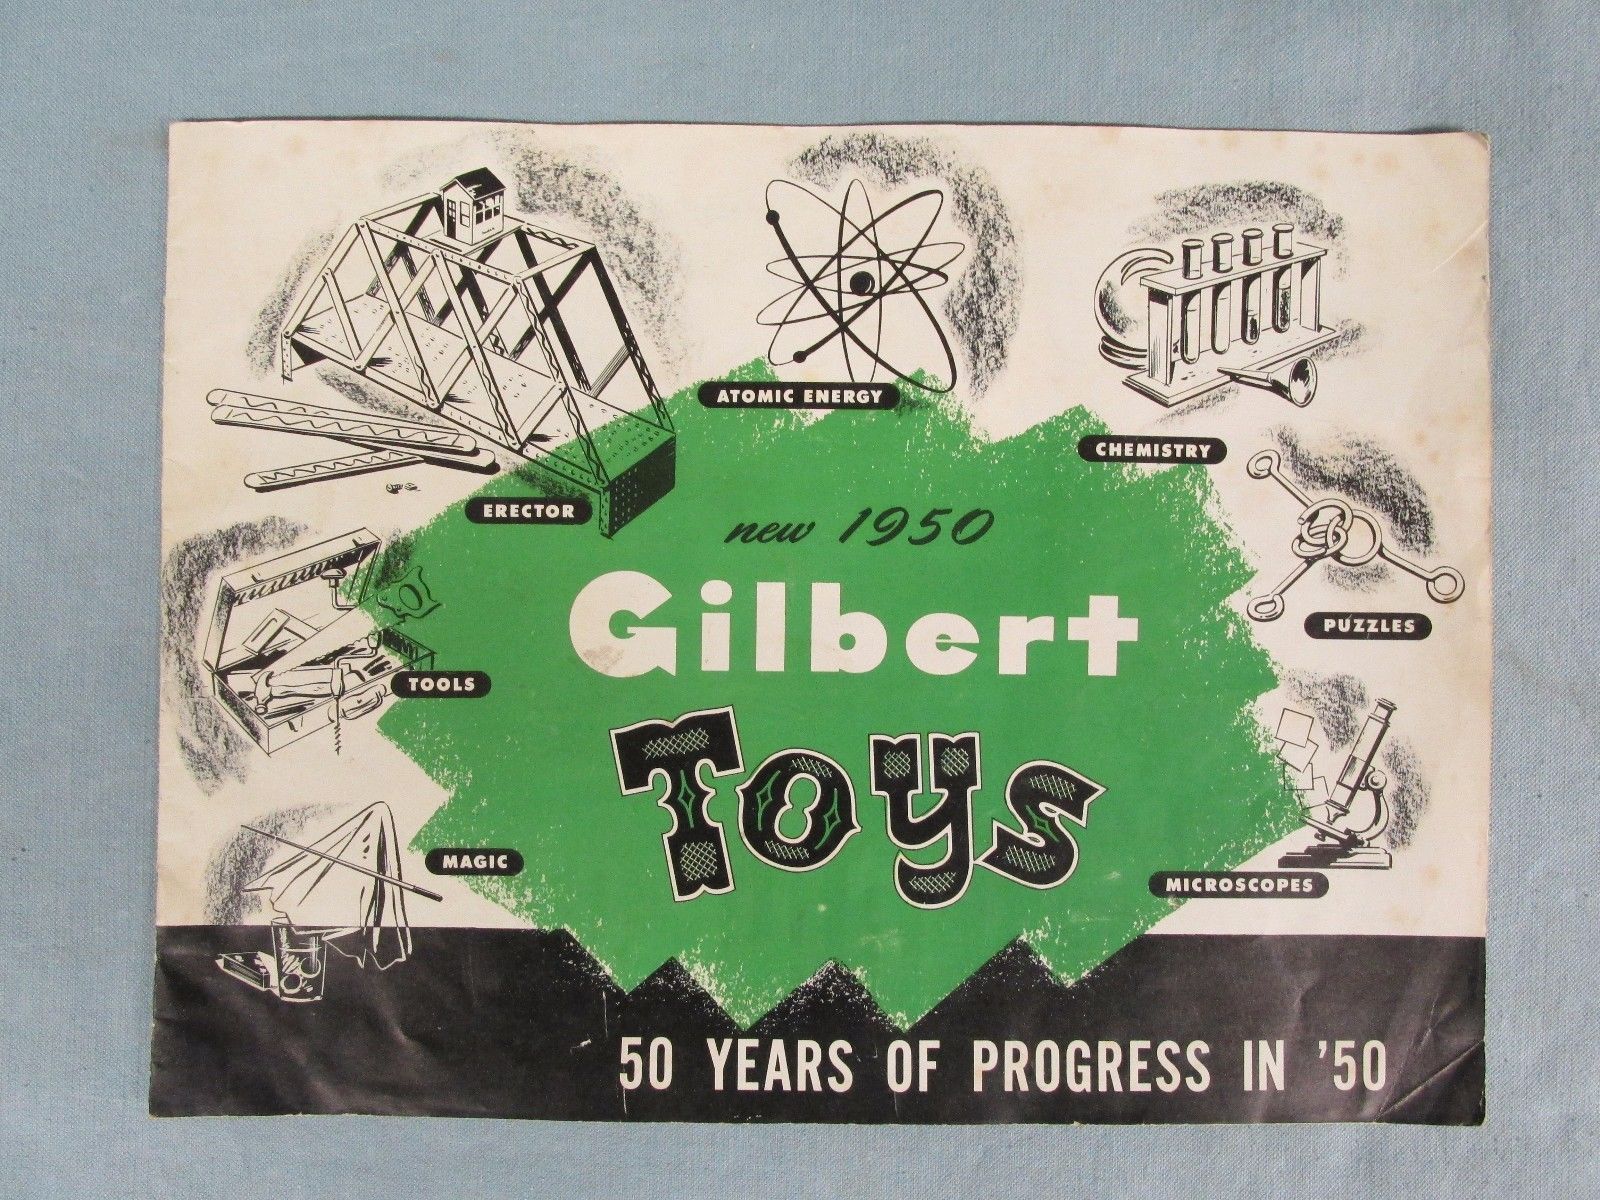 ATOMIC ENERGY
CHEMISTRY
ERECTOR
new 1950
Gilbert
Toys
PUZZLES
TOOLS
MAGIC
MICROSCOPES
50 YEARS OF PROGRESS IN '50